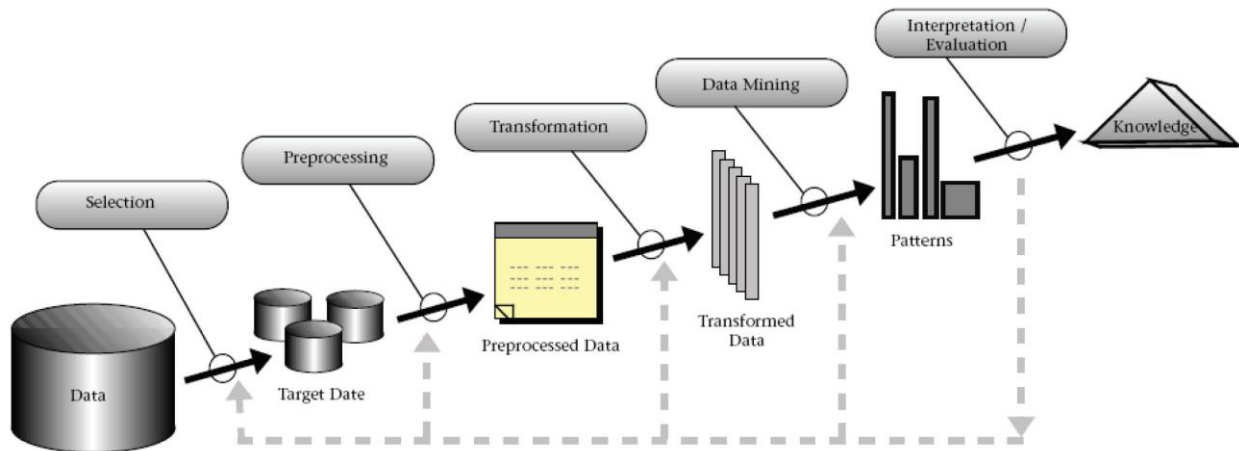 Interpretation /
Evaluation
Data Mining
Transformation
Preprocessing
Selection
Knowledge
Patterns
Transformed
Data
Preprocessed Data
Target Date
Data